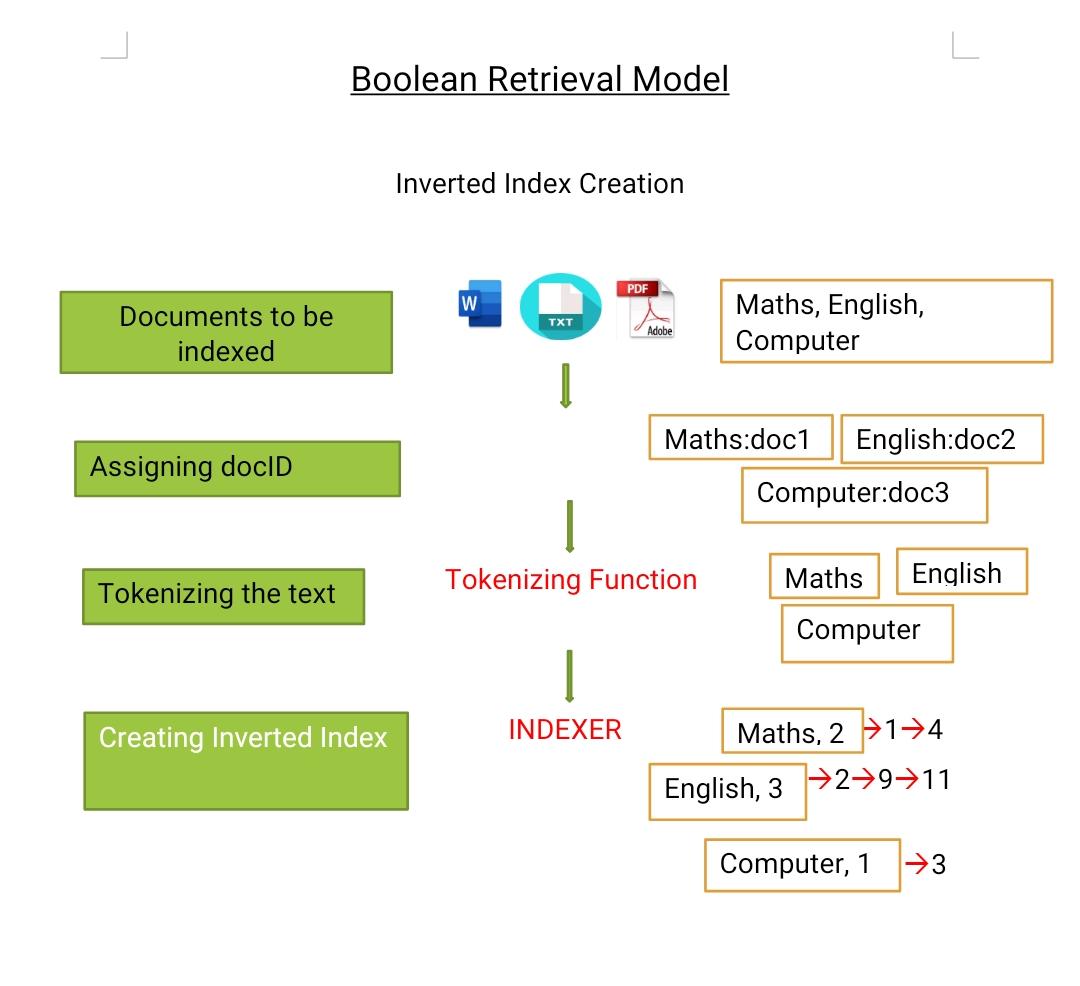 Boolean Retrieval Model
Inverted Index Creation
Documents to be
indexed
W
TXT
PDF
Adobe
Maths, English,
Computer
Assigning docID
Maths:doc1
English:doc2
Computer:doc3
Tokenizing the text
Tokenizing Function
Maths
English
Computer
Creating Inverted Index
INDEXER
Maths, 2 →1→4
English, 3 →2→9→11
Computer, 1 →3